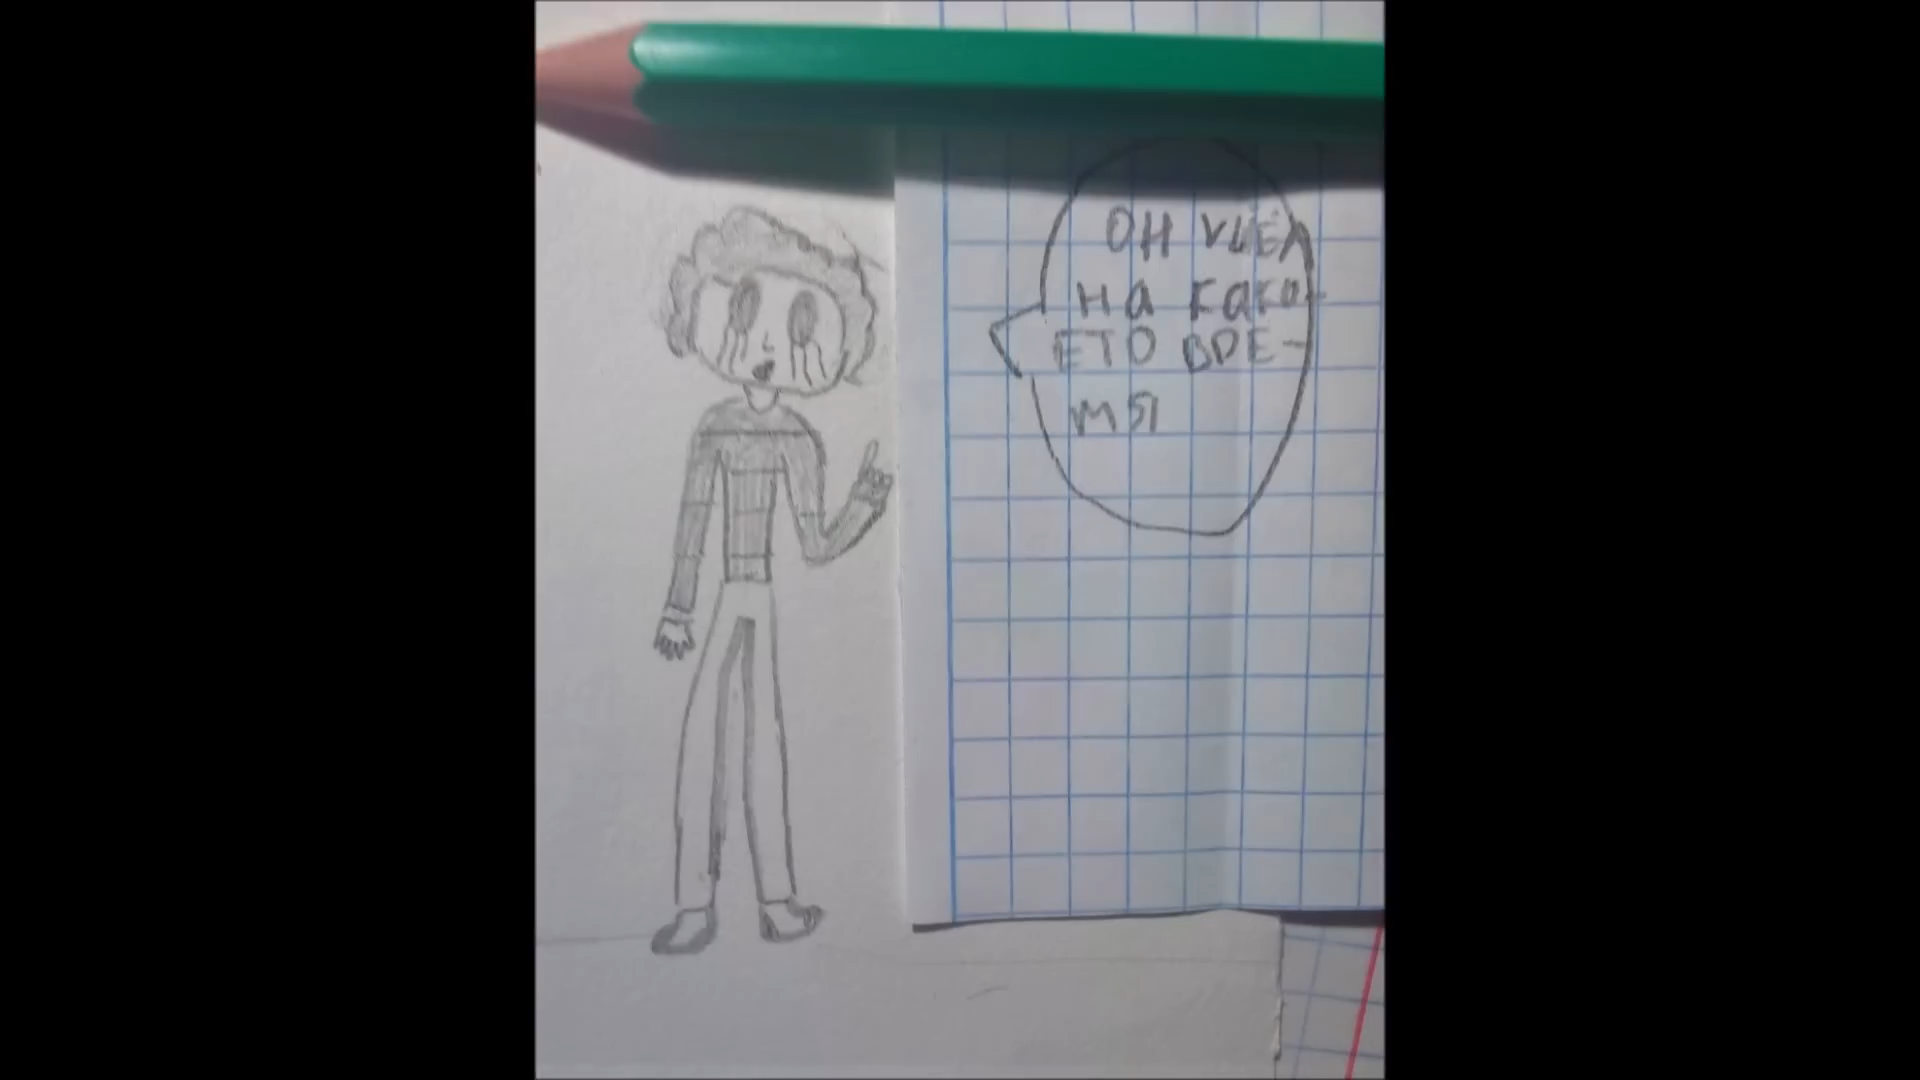 ОН УШЁЛ
НА КАКО-
ЕТО ВРЕ-
МЯ